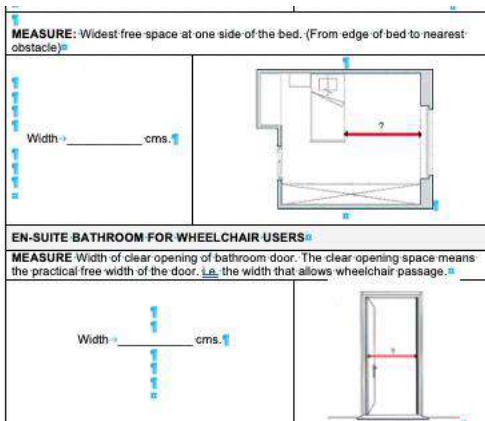 MEASURE: Widest free space at one side of the bed. (From edge of bed to nearest
obstacle)
Width ____________ cms.
?
EN-SUITE BATHROOM FOR WHEELCHAIR USERS
MEASURE Width of clear opening of bathroom door. The clear opening space means
the practical free width of the door. i.e. the width that allows wheelchair passage.
Width ____________ cms.
?